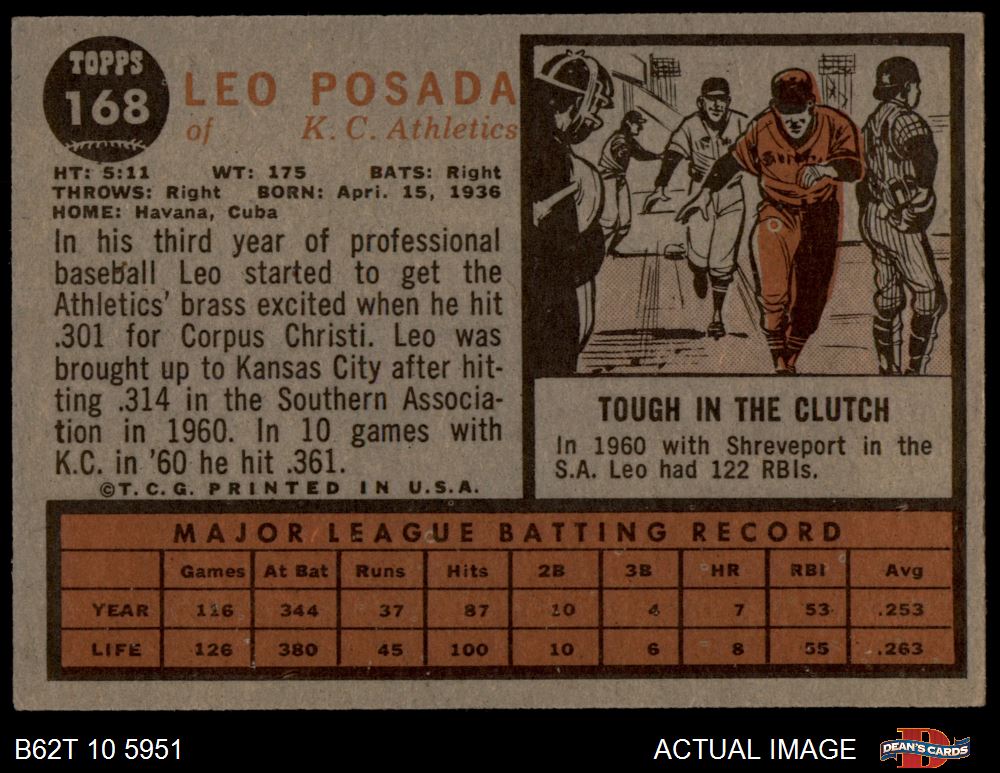 TOPPS
168
LEO POSADA
of K. C. Athletics
HT: 5:11 WT: 175 BATS: Right
THROWS: Right BORN: Apri. 15, 1936
HOME: Havana, Cuba
In his third year of professional
baseball Leo started to get the
Athletics' brass excited when he hit
.301 for Corpus Christi. Leo was
brought up to Kansas City after hit-
ting .314 in the Southern Associa-
tion in 1960. In 10 games with
K.C. in '60 he hit .361.
©T.C.G. PRINTED IN U.S.A.
TOUGH IN THE CLUTCH
In 1960 with Shreveport in the
S.A. Leo had 122 RBIs.
MAJOR LEAGUE BATTING RECORD
Games At Bat Runs Hits 2B 3B HR RBI Avg
YEAR 116 344 37 87 10 4 7 53 .253
LIFE 126 380 45 100 10 6 8 55 .263
B62T 10 5951 ACTUAL IMAGE DEAN'S CARDS